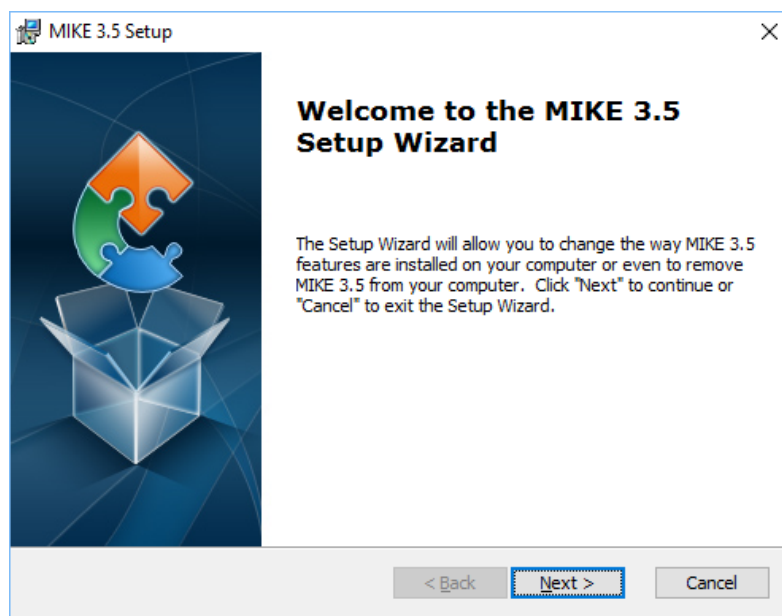 MIKE 3.5 Setup
Welcome to the MIKE 3.5
Setup Wizard
The Setup Wizard will allow you to change the way MIKE 3.5
features are installed on your computer or even to remove
MIKE 3.5 from your computer.  Click "Next" to continue or
"Cancel" to exit the Setup Wizard.
< Back
Next >
Cancel